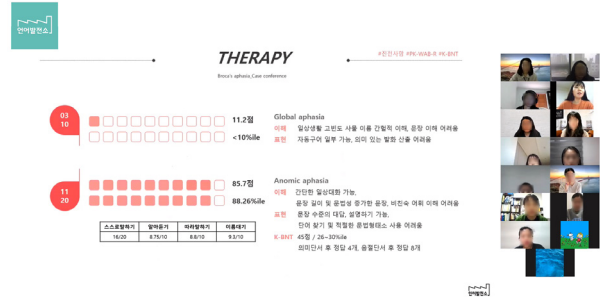 언어발전소
THERAPY
Broca's aphasia_Case conference
#진전사평 #PK-WAB-R #K-BNT
03
10
11.2점
<10%ile
Global aphasia
이해 일상생활 고빈도 사물 이름 간헐적 이해, 문장 이해 어려움
표현 자동구어 일부 가능, 의미 있는 발화 산출 어려움
11
20
85.7점
88.26%ile
Anomic aphasia
이해 간단한 일상대화 가능,
문장 길이 및 문법성 증가한 문장, 비친숙 어휘 이해 어려움
표현 문장 수준의 대답, 설명하기 가능,
단어 찾기 및 적절한 문법형태소 사용 어려움
K-BNT 45점 / 26~30%ile
의미단서 후 정답 4개, 음절단서 후 정답 8개
스스로말하기 알아듣기 따라말하기 이름대기
16/20 8.75/10 8.8/10 9.3/10
언어발전소